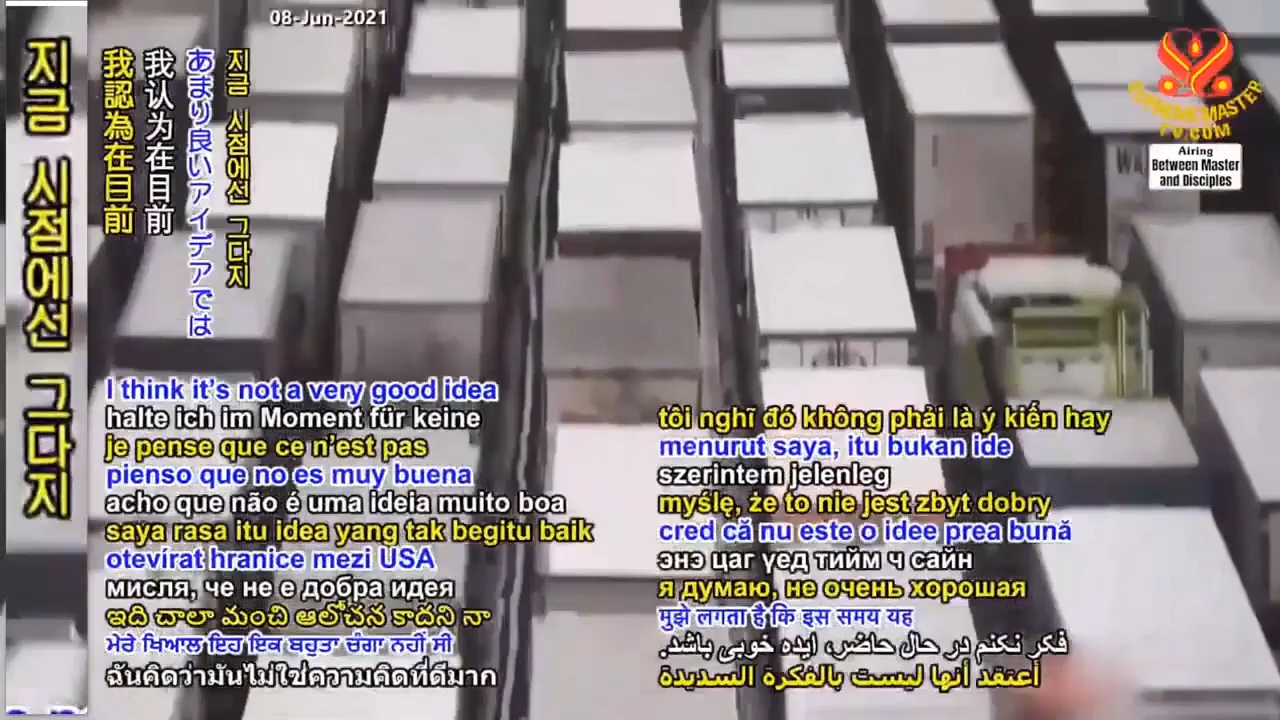 08-Jun-2021
지금 시점에선 그다지
我認為在目前
我认为在目前
あまり良いアイデアでは
지금 시점에선 그다지
SUPREME MASTER
TV.COM
Airing
Between Master
and Disciples
I think it's not a very good idea
halte ich im Moment für keine
je pense que ce n'est pas
pienso que no es muy buena
acho que não é uma ideia muito boa
saya rasa itu idea yang tak begitu baik
otevírat hranice mezi USA
мисля, че не е добра идея
ఇది చాలా మంచి ఆలోచన కాదని నా
ਮੇਰੇ ਖਿਆਲ ਇਹ ਇਕ ਬਹੁਤਾ ਚੰਗਾ ਨਹੀਂ ਸੀ
ฉันคิดว่ามันไม่ใช่ความคิดที่ดีมาก
tôi nghĩ đó không phải là ý kiến hay
menurut saya, itu bukan ide
szerintem jelenleg
myślę, że to nie jest zbyt dobry
cred că nu este o idee prea bună
энэ цаг үед тийм ч сайн
я думаю, не очень хорошая
मुझे लगता है कि इस समय यह
فکر نکنم در حال حاضر، ایده خوبی باشد.
أعتقد أنها ليست بالفكرة السديدة